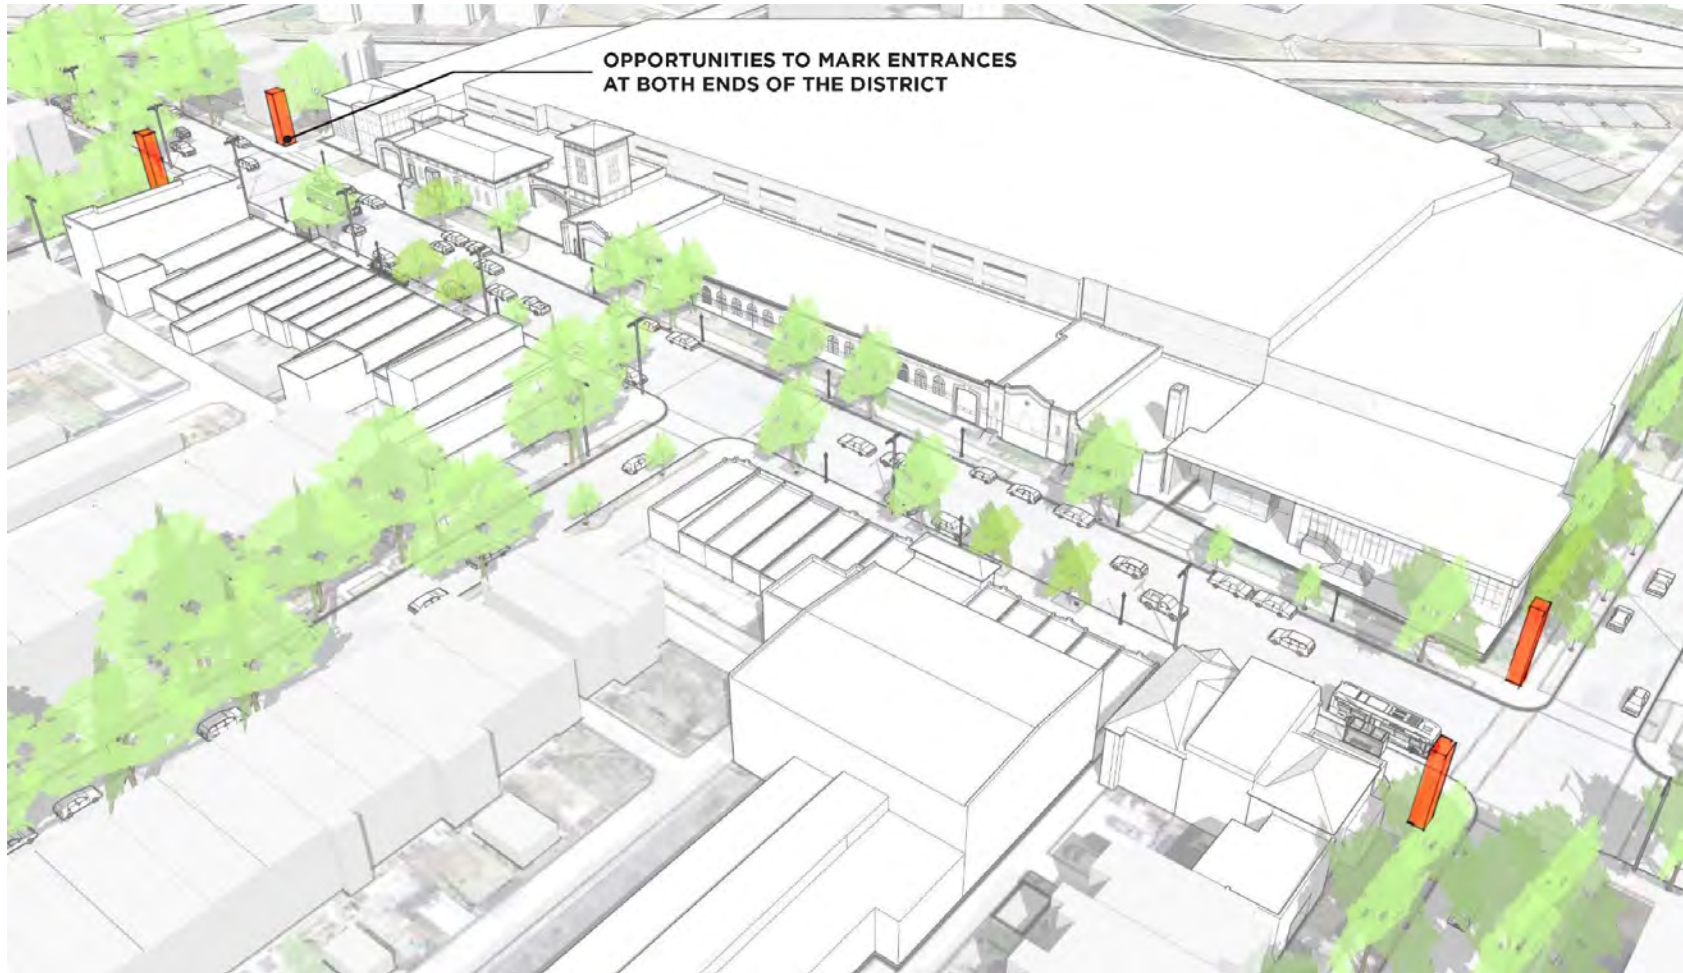 OPPORTUNITIES TO MARK ENTRANCES
AT BOTH ENDS OF THE DISTRICT